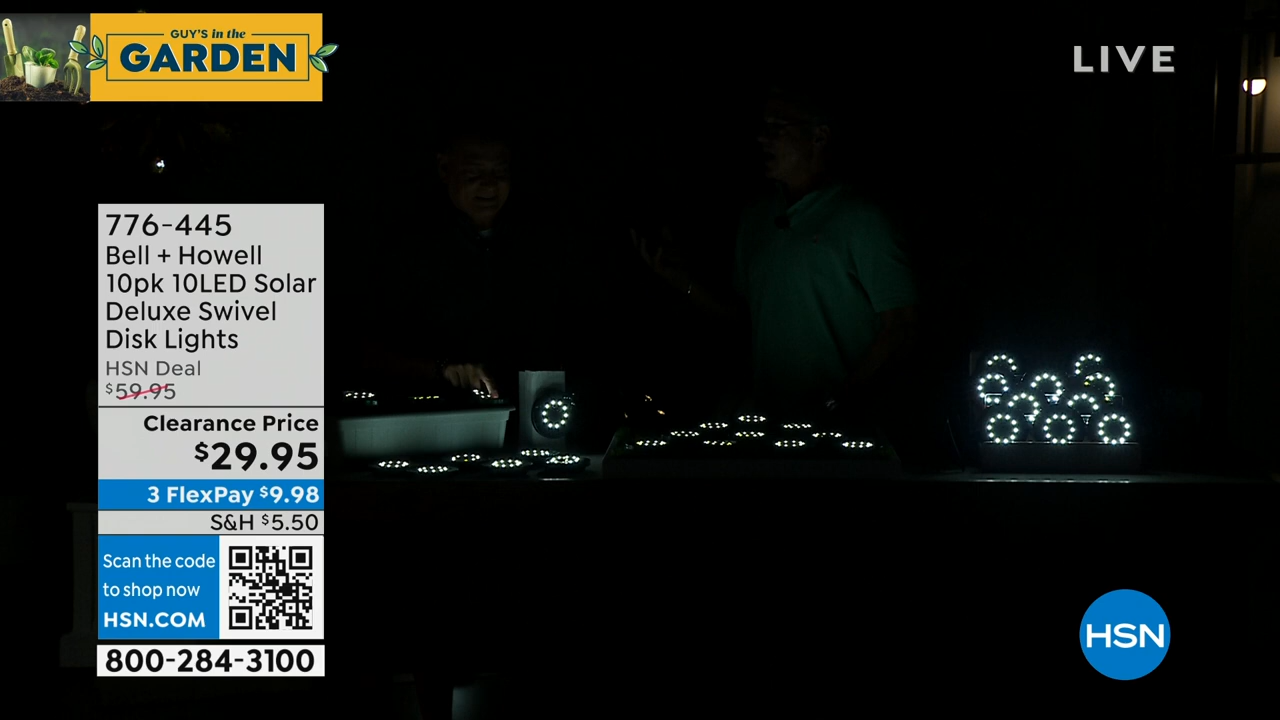 GUY'S in the
GARDEN
LIVE
776-445
Bell + Howell
10pk 10LED Solar
Deluxe Swivel
Disk Lights
HSN Deal
$59.95
Clearance Price
$29.95
3 FlexPay $9.98
S&H $5.50
Scan the code
to shop now
HSN.COM
800-284-3100
HSN